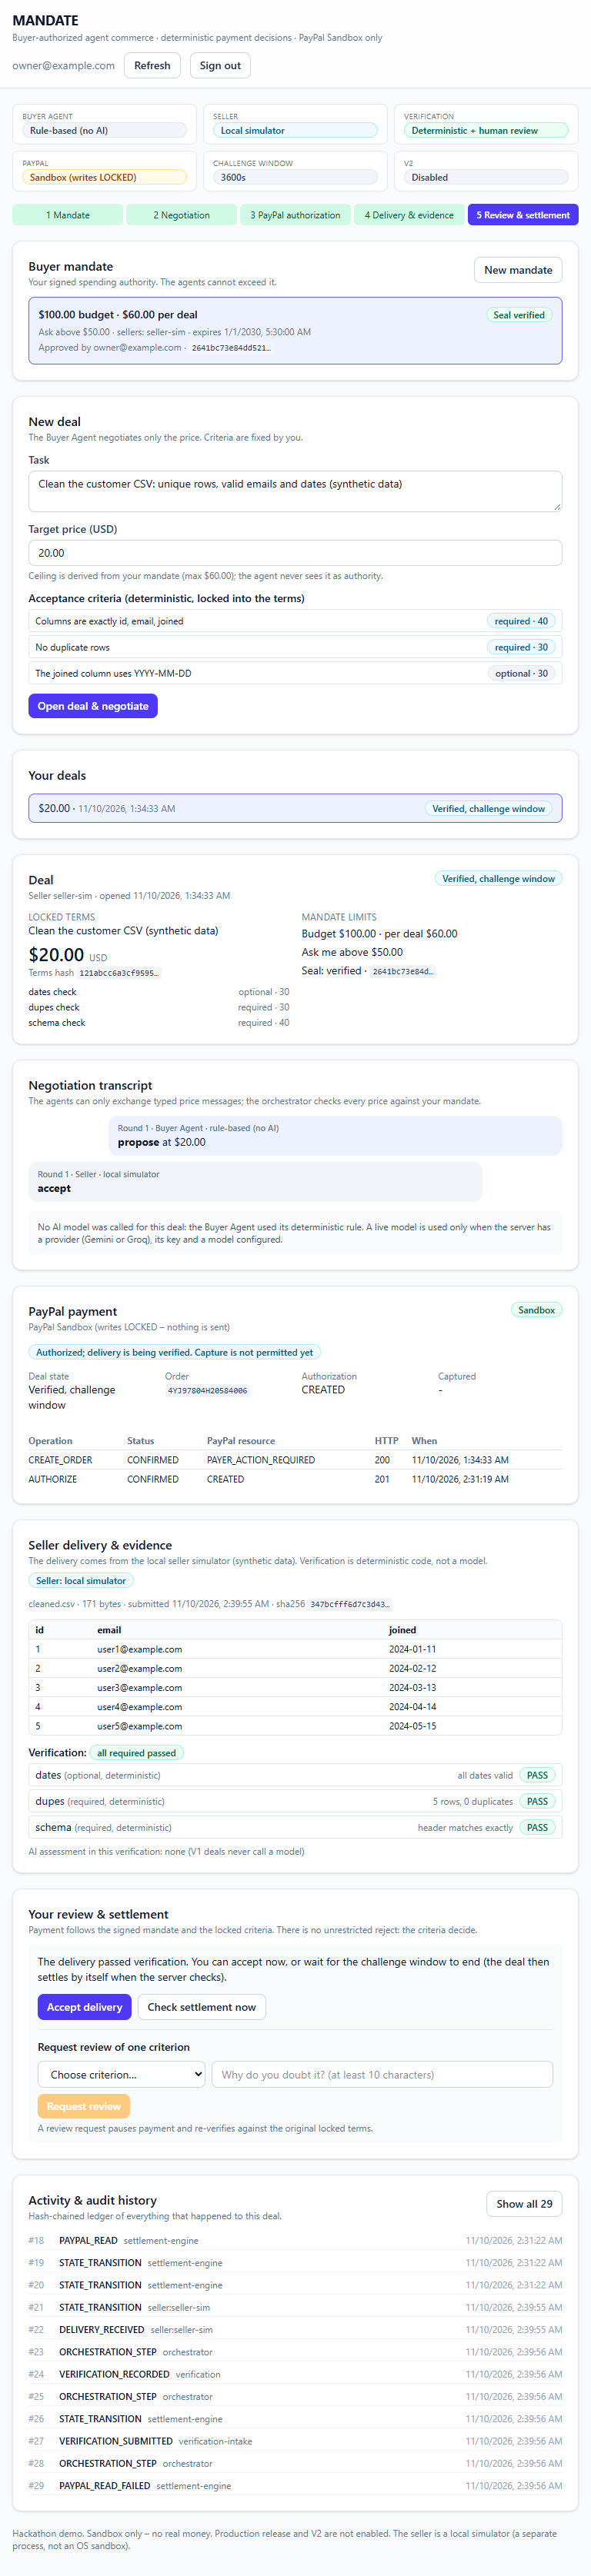 MANDATE
Buyer-authorized agent commerce · deterministic payment decisions · PayPal Sandbox only
owner@example.com Refresh Sign out
BUYER AGENT
Rule-based (no AI)
SELLER
Local simulator
VERIFICATION
Deterministic + human review
PAYPAL
Sandbox (writes LOCKED)
CHALLENGE WINDOW
3600s
V2
Disabled
1 Mandate 2 Negotiation 3 PayPal authorization 4 Delivery & evidence 5 Review & settlement
Buyer mandate
Your signed spending authority. The agents cannot exceed it.
New mandate
$100.00 budget · $60.00 per deal Seal verified
Ask above $50.00 · sellers: seller-sim · expires 1/1/2030, 5:30:00 AM
Approved by owner@example.com · 2641bc73e84dd521…
New deal
The Buyer Agent negotiates only the price. Criteria are fixed by you.
Task
Clean the customer CSV: unique rows, valid emails and dates (synthetic data)
Target price (USD)
20.00
Ceiling is derived from your mandate (max $60.00); the agent never sees it as authority.
Acceptance criteria (deterministic, locked into the terms)
Columns are exactly id, email, joined required · 40
No duplicate rows required · 30
The joined column uses YYYY-MM-DD optional · 30
Open deal & negotiate
Your deals
$20.00 · 11/10/2026, 1:34:33 AM Verified, challenge window
Deal Verified, challenge window
Seller seller-sim · opened 11/10/2026, 1:34:33 AM
LOCKED TERMS
Clean the customer CSV (synthetic data)
$20.00 USD
Terms hash 121abcc6a3cf9595…
dates check optional · 30
dupes check required · 30
schema check required · 40
MANDATE LIMITS
Budget $100.00 · per deal $60.00
Ask me above $50.00
Seal: verified · 2641bc73e84d…
Negotiation transcript
The agents can only exchange typed price messages; the orchestrator checks every price against your mandate.
Round 1 · Buyer Agent · rule-based (no AI)
propose at $20.00
Round 1 · Seller · local simulator
accept
No AI model was called for this deal: the Buyer Agent used its deterministic rule. A live model is used only when the server has
a provider (Gemini or Groq), its key and a model configured.
PayPal payment Sandbox
PayPal Sandbox (writes LOCKED – nothing is sent)
Authorized; delivery is being verified. Capture is not permitted yet
Deal state Order Authorization Captured
Verified, challenge 4YJ97804H20584006 CREATED -
window
Operation Status PayPal resource HTTP When
CREATE_ORDER CONFIRMED PAYER_ACTION_REQUIRED 200 11/10/2026, 1:34:33 AM
AUTHORIZE CONFIRMED CREATED 201 11/10/2026, 2:31:19 AM
Seller delivery & evidence
The delivery comes from the local seller simulator (synthetic data). Verification is deterministic code, not a model.
Seller: local simulator
cleaned.csv · 171 bytes · submitted 11/10/2026, 2:39:55 AM · sha256 347bcfff6d7c3d43…
id email joined
1 user1@example.com 2024-01-11
2 user2@example.com 2024-02-12
3 user3@example.com 2024-03-13
4 user4@example.com 2024-04-14
5 user5@example.com 2024-05-15
Verification: all required passed
dates (optional, deterministic) all dates valid PASS
dupes (required, deterministic) 5 rows, 0 duplicates PASS
schema (required, deterministic) header matches exactly PASS
AI assessment in this verification: none (V1 deals never call a model)
Your review & settlement
Payment follows the signed mandate and the locked criteria. There is no unrestricted reject: the criteria decide.
The delivery passed verification. You can accept now, or wait for the challenge window to end (the deal then
settles by itself when the server checks).
Accept delivery Check settlement now
Request review of one criterion
Choose criterion... Why do you doubt it? (at least 10 characters)
Request review
A review request pauses payment and re-verifies against the original locked terms.
Activity & audit history Show all 29
Hash-chained ledger of everything that happened to this deal.
#18 PAYPAL_READ settlement-engine 11/10/2026, 2:31:22 AM
#19 STATE_TRANSITION settlement-engine 11/10/2026, 2:31:22 AM
#20 STATE_TRANSITION settlement-engine 11/10/2026, 2:31:22 AM
#21 STATE_TRANSITION seller:seller-sim 11/10/2026, 2:39:55 AM
#22 DELIVERY_RECEIVED seller:seller-sim 11/10/2026, 2:39:55 AM
#23 ORCHESTRATION_STEP orchestrator 11/10/2026, 2:39:56 AM
#24 VERIFICATION_RECORDED verification 11/10/2026, 2:39:56 AM
#25 ORCHESTRATION_STEP orchestrator 11/10/2026, 2:39:56 AM
#26 STATE_TRANSITION settlement-engine 11/10/2026, 2:39:56 AM
#27 VERIFICATION_SUBMITTED verification-intake 11/10/2026, 2:39:56 AM
#28 ORCHESTRATION_STEP orchestrator 11/10/2026, 2:39:56 AM
#29 PAYPAL_READ_FAILED settlement-engine 11/10/2026, 2:39:56 AM
Hackathon demo. Sandbox only – no real money. Production release and V2 are not enabled. The seller is a local simulator (a separate
process, not an OS sandbox).